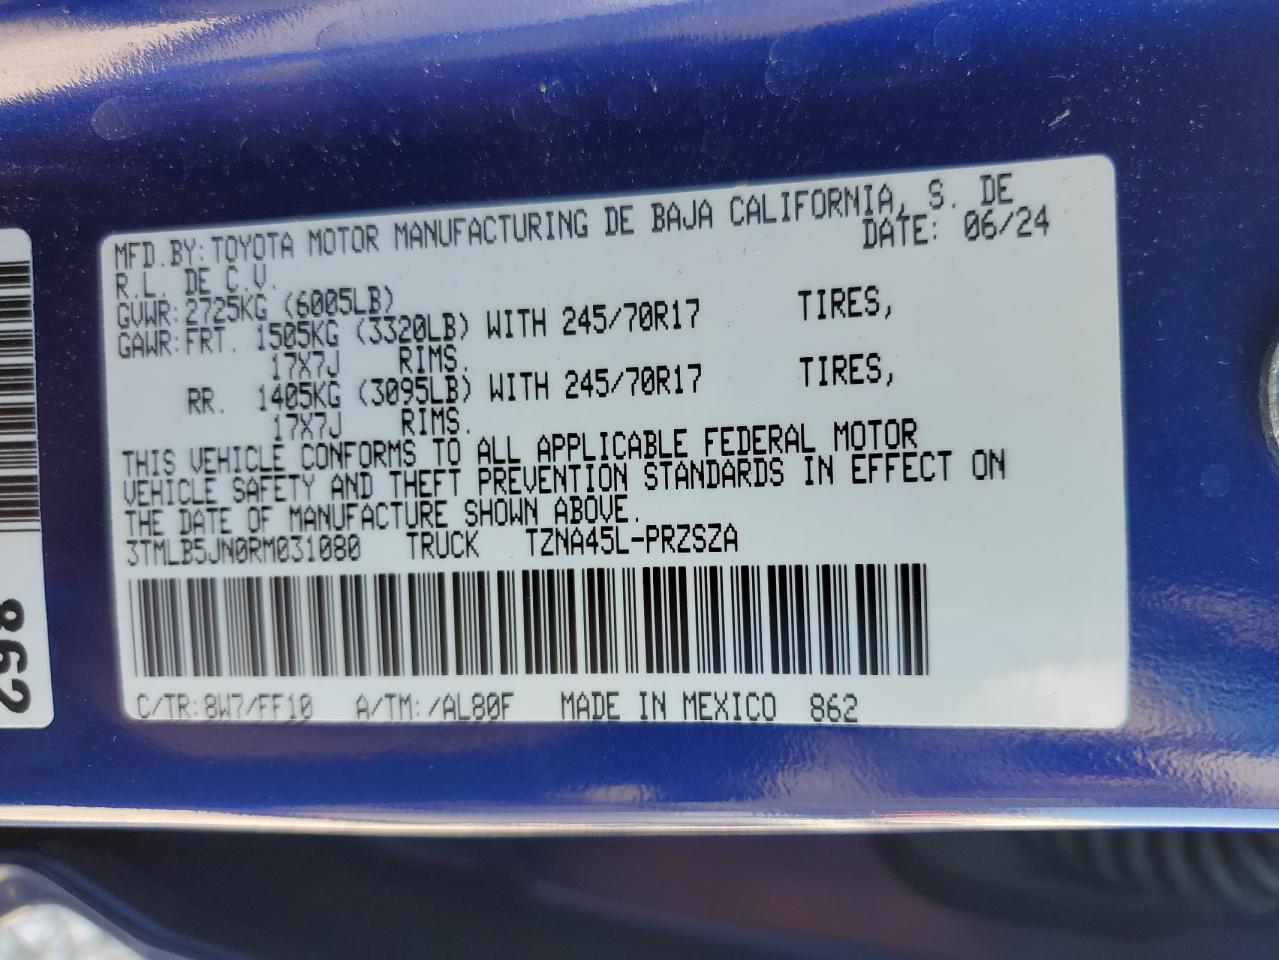 MFD.BY:TOYOTA MOTOR MANUFACTURING DE BAJA CALIFORNIA, S. DE
R.L. DE C.V. DATE: 06/24
GVWR:2725KG (6005LB)
GAWR:FRT. 1505KG (3320LB) WITH 245/70R17 TIRES,
17X7J RIMS.
RR. 1405KG (3095LB) WITH 245/70R17 TIRES,
17X7J RIMS.
THIS VEHICLE CONFORMS TO ALL APPLICABLE FEDERAL MOTOR
VEHICLE SAFETY AND THEFT PREVENTION STANDARDS IN EFFECT ON
THE DATE OF MANUFACTURE SHOWN ABOVE.
3TMLB5JN0RM031080 TRUCK TZNA45L-PRZSZA
C/TR:8W7/FF10 A/TM:/AL80F MADE IN MEXICO 862
862